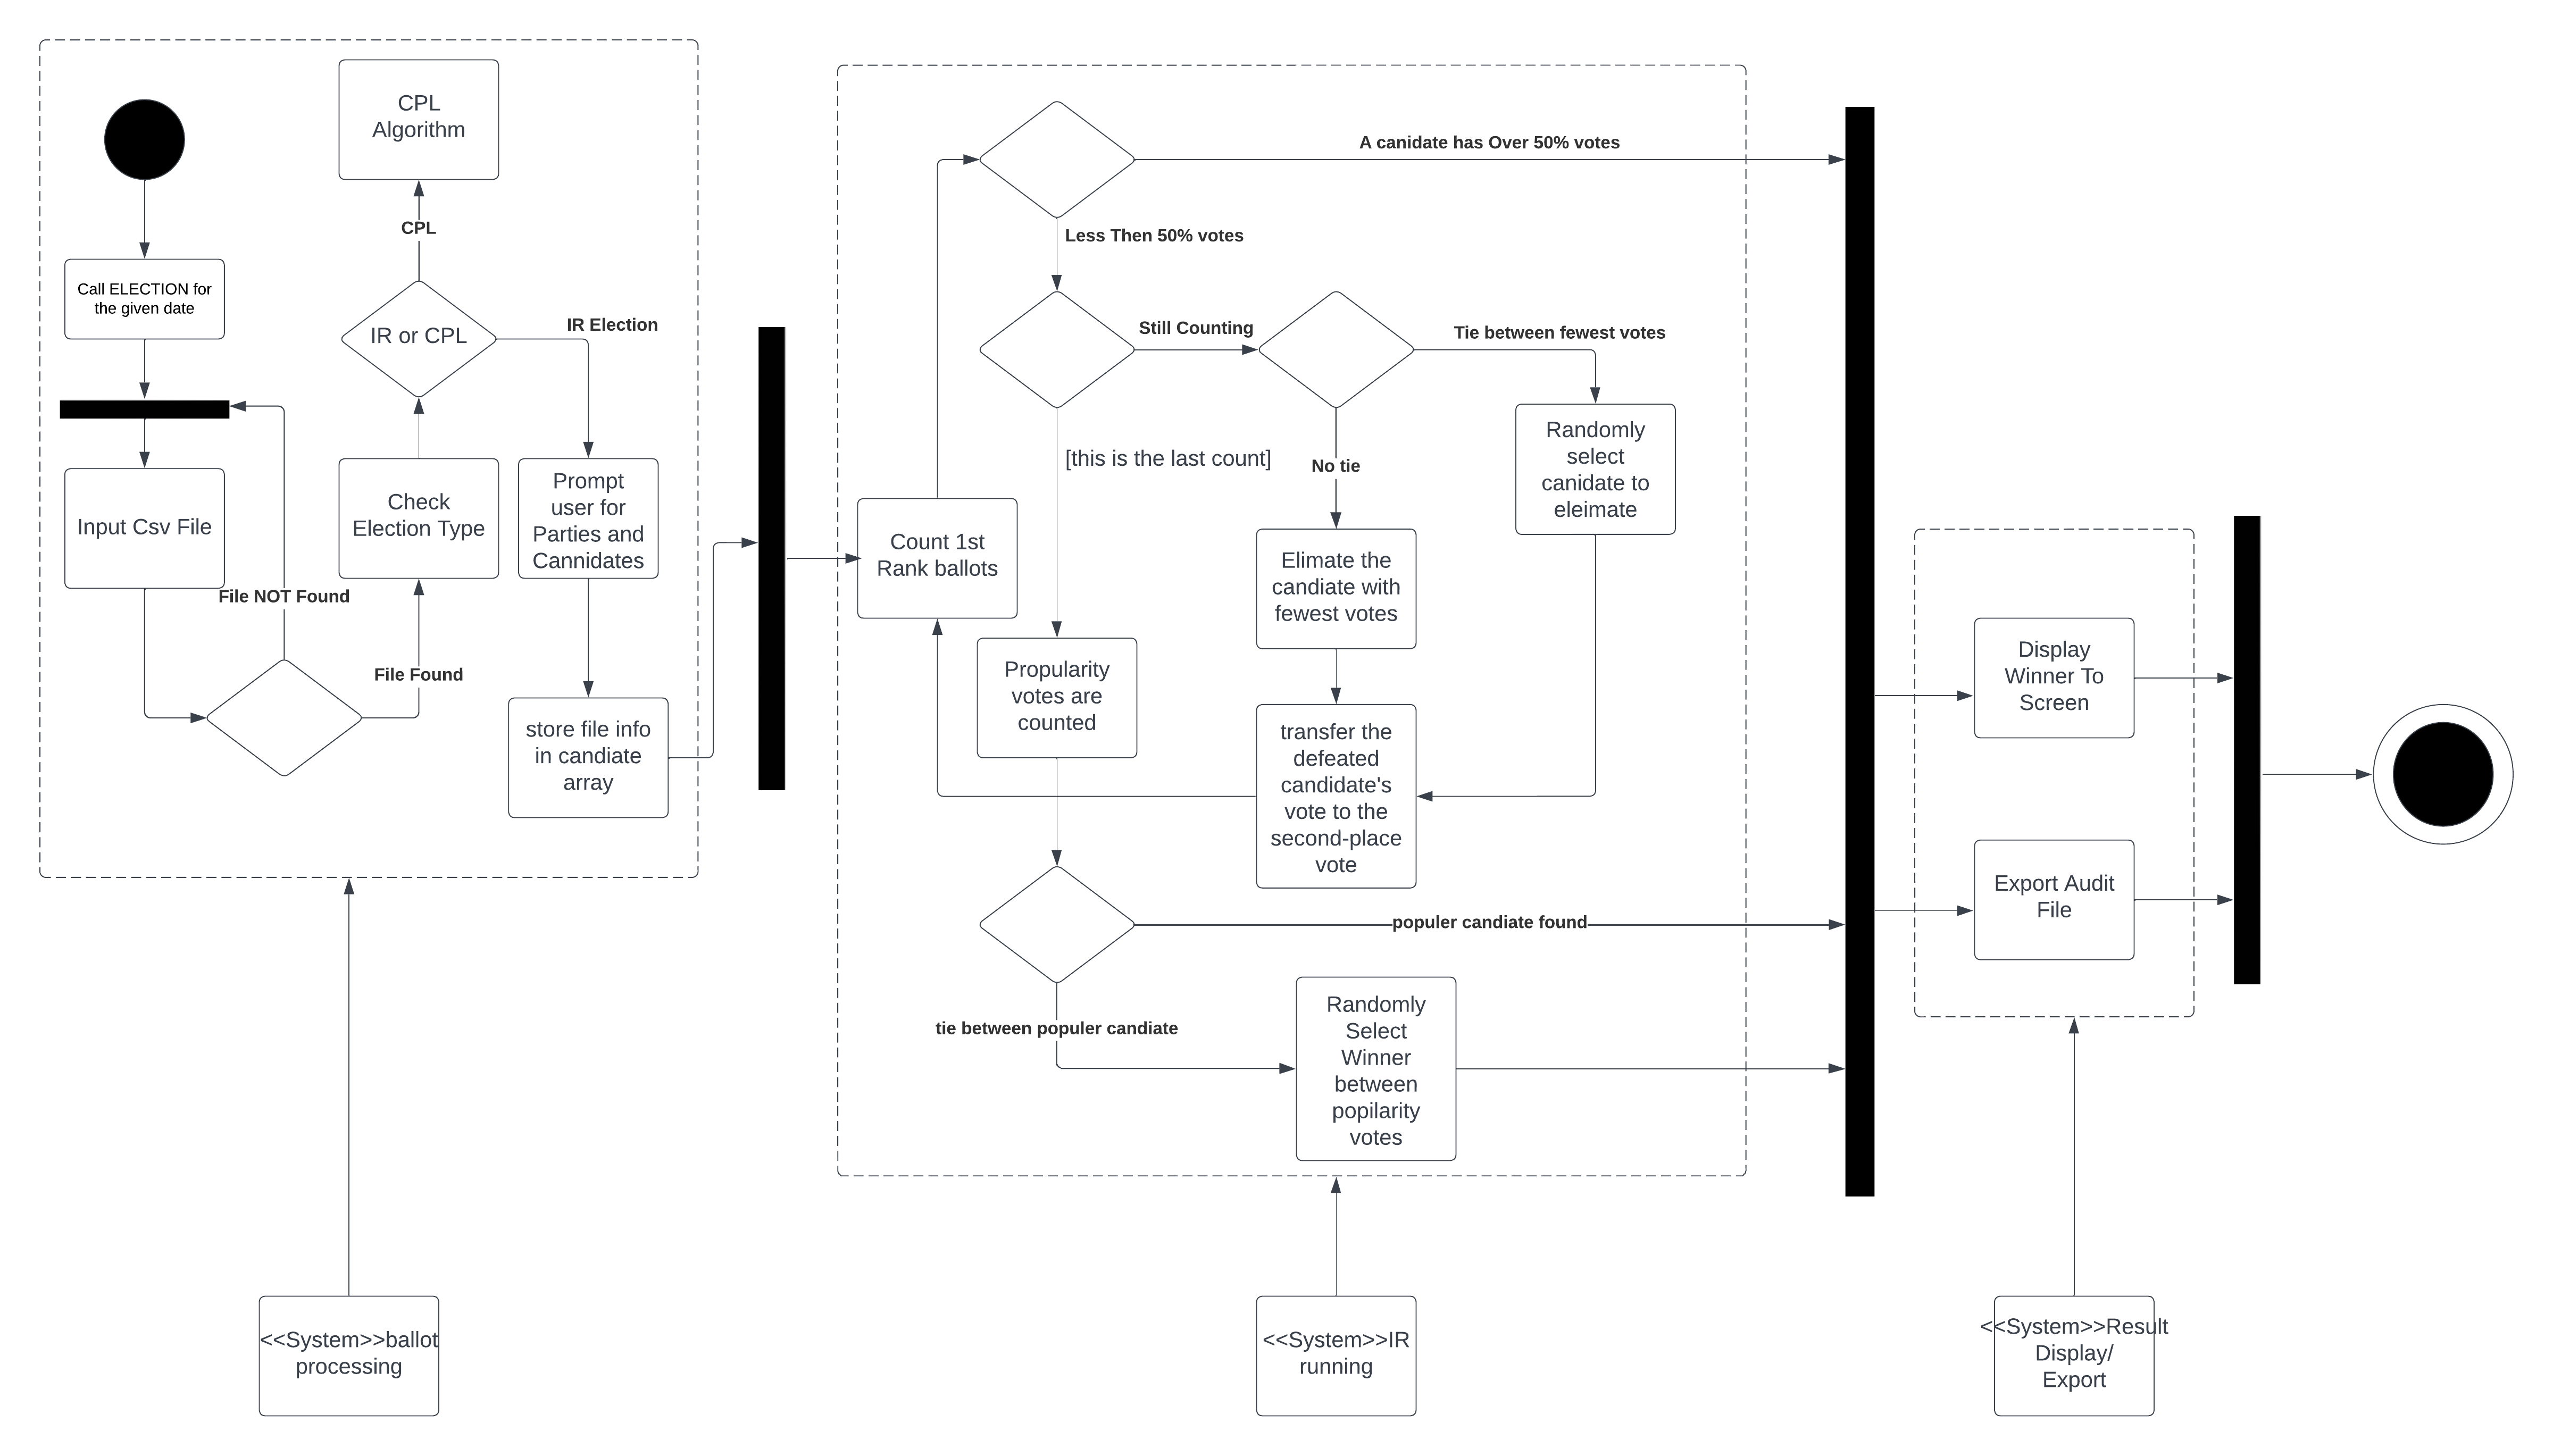 CPL
Algorithm
CPL
Call ELECTION for
the given date
IR or CPL
IR Election
Input Csv File
Check
Election Type
Prompt
user for
Parties and
Cannidates
File NOT Found
File Found
store file info
in candiate
array
<<System>>ballot
processing
A canidate has Over 50% votes
Less Then 50% votes
Still Counting
Tie between fewest votes
[this is the last count]
No tie
Randomly
select
canidate to
eleimate
Count 1st
Rank ballots
Elimate the
candiate with
fewest votes
Propularity
votes are
counted
transfer the
defeated
candidate's
vote to the
second-place
vote
populer candiate found
tie between populer candiate
Randomly
Select
Winner
between
popilarity
votes
<<System>>IR
running
Display
Winner To
Screen
Export Audit
File
<<System>>Result
Display/
Export